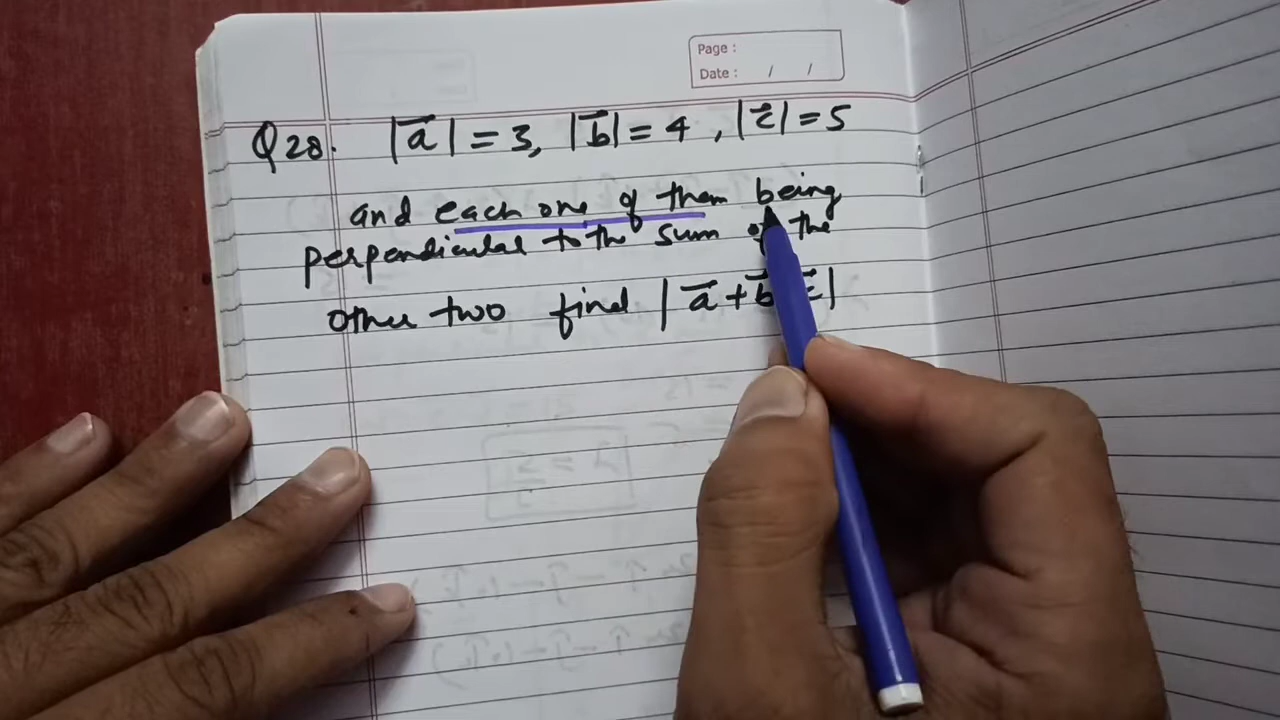 Page :
Date : / /
Q28. |a⃗| = 3, |b⃗| = 4, |c⃗| = 5
and each one of them being
perpendicular to the sum of the
other two find |a⃗ + b⃗ c⃗|